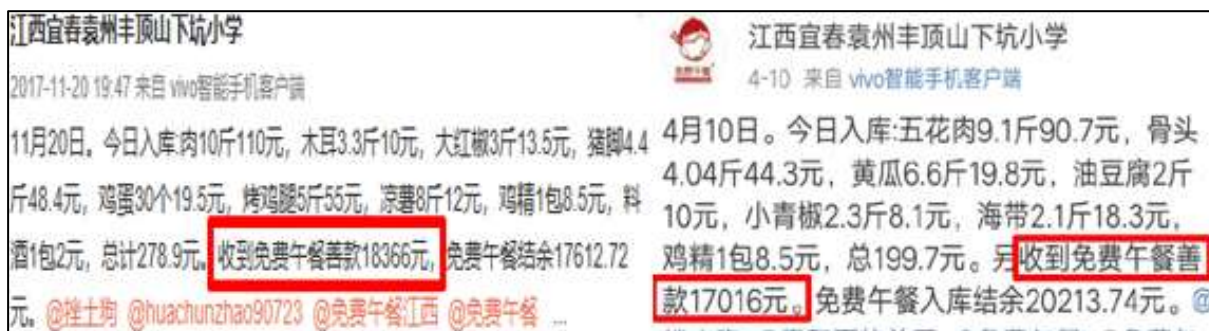 江西宜春袁州丰顶山下坑小学
2017-11-20 19:47 来自 vivo智能手机客户端
11月20日。今日入库:肉10斤110元，木耳3.3斤10元，大红椒3斤13.5元，猪脚4.4
斤48.4元，鸡蛋30个19.5元，烤鸡腿5斤55元，凉薯8斤12元，鸡精1包8.5元，料
酒1包2元，总计278.9元。收到免费午餐善款18366元，免费午餐结余17612.72
元。@挫土狗 @huachunzhao90723 @免费午餐江西 @免费午餐 ...
江西宜春袁州丰顶山下坑小学
4-10 来自 vivo智能手机客户端
4月10日。今日入库:五花肉9.1斤90.7元，骨头
4.04斤44.3元，黄瓜6.6斤19.8元，油豆腐2斤
10元，小青椒2.3斤8.1元，海带2.1斤18.3元，
鸡精1包8.5元，总199.7元。另收到免费午餐善
款17016元。免费午餐入库结余20213.74元。@